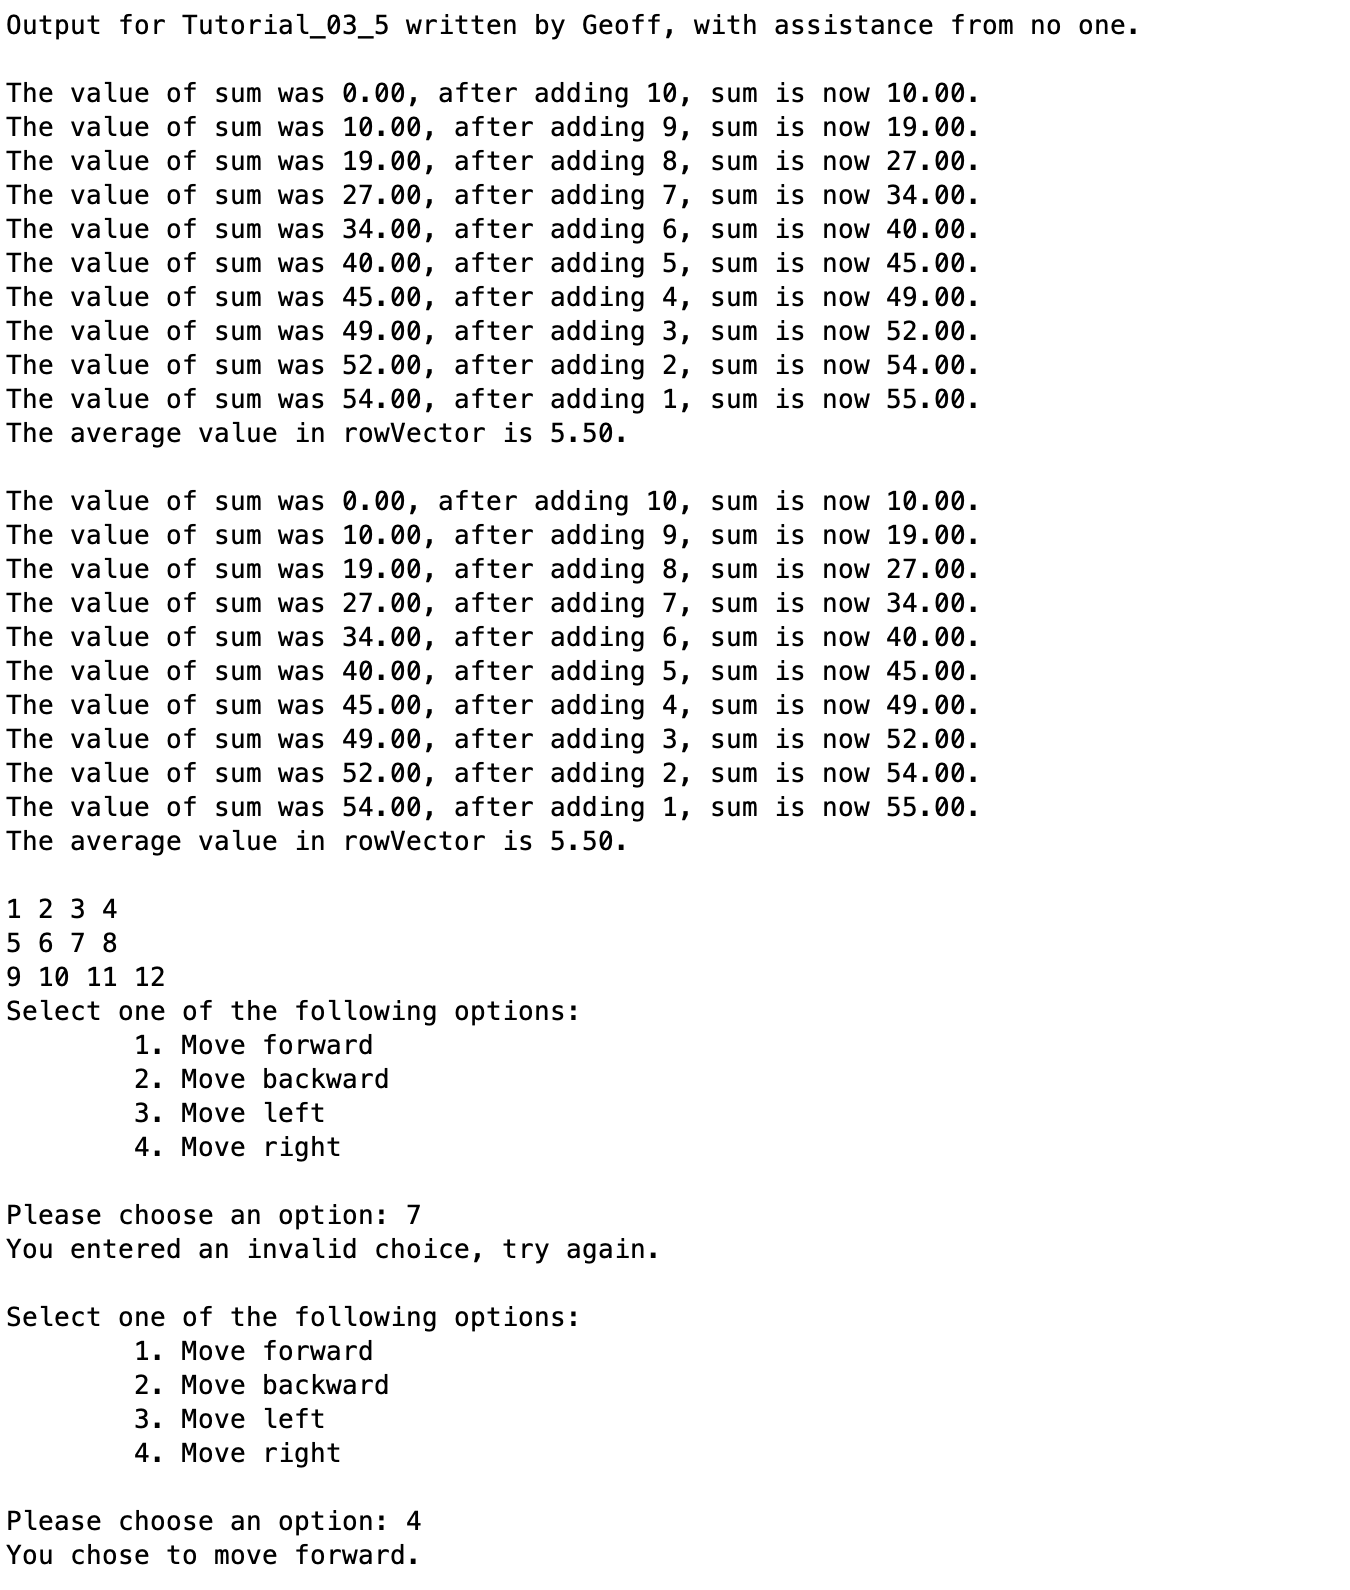 Output for Tutorial_03_5 written by Geoff, with assistance from no one.

The value of sum was 0.00, after adding 10, sum is now 10.00.
The value of sum was 10.00, after adding 9, sum is now 19.00.
The value of sum was 19.00, after adding 8, sum is now 27.00.
The value of sum was 27.00, after adding 7, sum is now 34.00.
The value of sum was 34.00, after adding 6, sum is now 40.00.
The value of sum was 40.00, after adding 5, sum is now 45.00.
The value of sum was 45.00, after adding 4, sum is now 49.00.
The value of sum was 49.00, after adding 3, sum is now 52.00.
The value of sum was 52.00, after adding 2, sum is now 54.00.
The value of sum was 54.00, after adding 1, sum is now 55.00.
The average value in rowVector is 5.50.

The value of sum was 0.00, after adding 10, sum is now 10.00.
The value of sum was 10.00, after adding 9, sum is now 19.00.
The value of sum was 19.00, after adding 8, sum is now 27.00.
The value of sum was 27.00, after adding 7, sum is now 34.00.
The value of sum was 34.00, after adding 6, sum is now 40.00.
The value of sum was 40.00, after adding 5, sum is now 45.00.
The value of sum was 45.00, after adding 4, sum is now 49.00.
The value of sum was 49.00, after adding 3, sum is now 52.00.
The value of sum was 52.00, after adding 2, sum is now 54.00.
The value of sum was 54.00, after adding 1, sum is now 55.00.
The average value in rowVector is 5.50.

1 2 3 4
5 6 7 8
9 10 11 12
Select one of the following options:
        1. Move forward
        2. Move backward
        3. Move left
        4. Move right

Please choose an option: 7
You entered an invalid choice, try again.

Select one of the following options:
        1. Move forward
        2. Move backward
        3. Move left
        4. Move right

Please choose an option: 4
You chose to move forward.